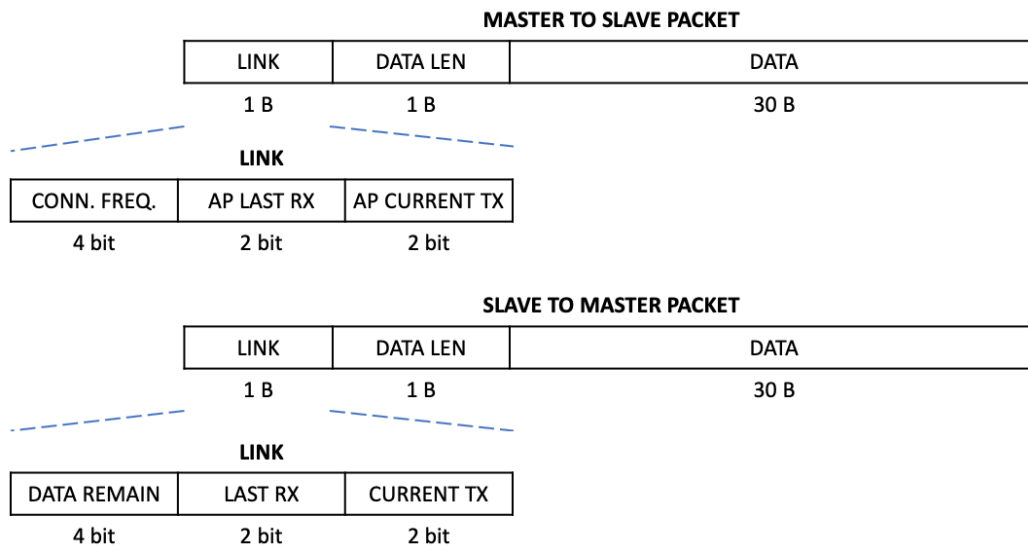 MASTER TO SLAVE PACKET
LINK DATA LEN DATA
1 B 1 B 30 B
LINK
CONN. FREQ. AP LAST RX AP CURRENT TX
4 bit 2 bit 2 bit
SLAVE TO MASTER PACKET
LINK DATA LEN DATA
1 B 1 B 30 B
LINK
DATA REMAIN LAST RX CURRENT TX
4 bit 2 bit 2 bit